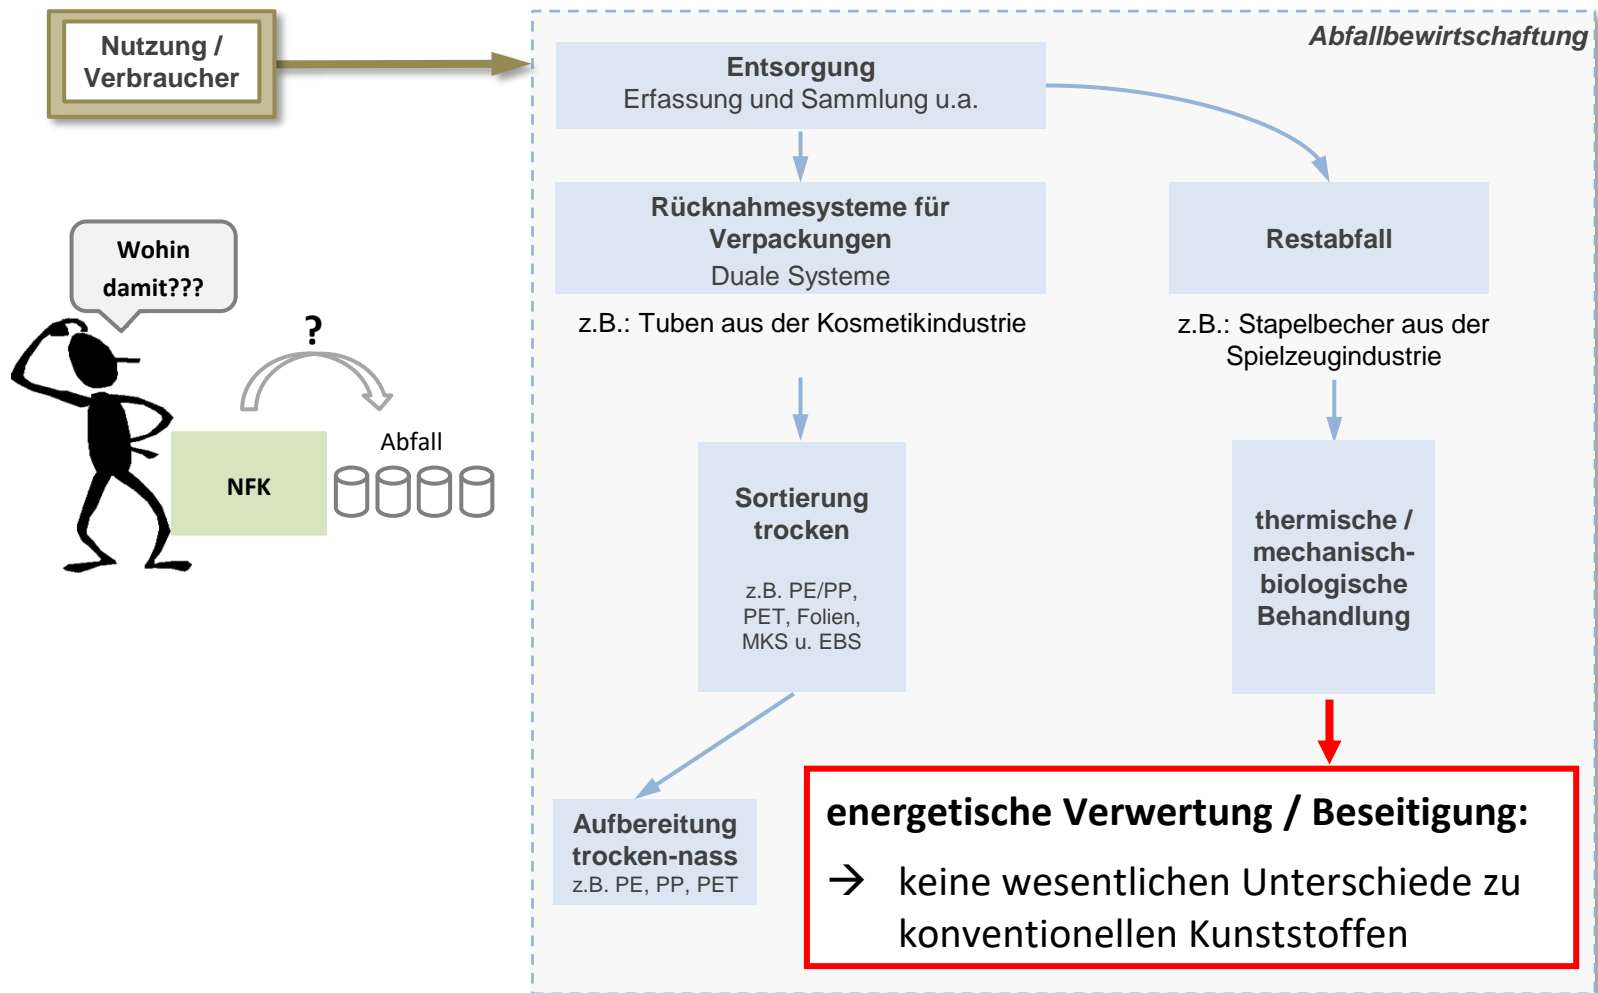 Nutzung /
Verbraucher
Abfallbewirtschaftung
Entsorgung
Erfassung und Sammlung u.a.
Rücknahmesysteme für
Verpackungen
Duale Systeme
z.B.: Tuben aus der Kosmetikindustrie
Restabfall
z.B.: Stapelbecher aus der
Spielzeugindustrie
Wohin
damit???
?
NFK
Abfall
Sortierung
trocken
z.B. PE/PP,
PET, Folien,
MKS u. EBS
thermische /
mechanisch-
biologische
Behandlung
Aufbereitung
trocken-nass
z.B. PE, PP, PET
energetische Verwertung / Beseitigung:
→ keine wesentlichen Unterschiede zu
konventionellen Kunststoffen